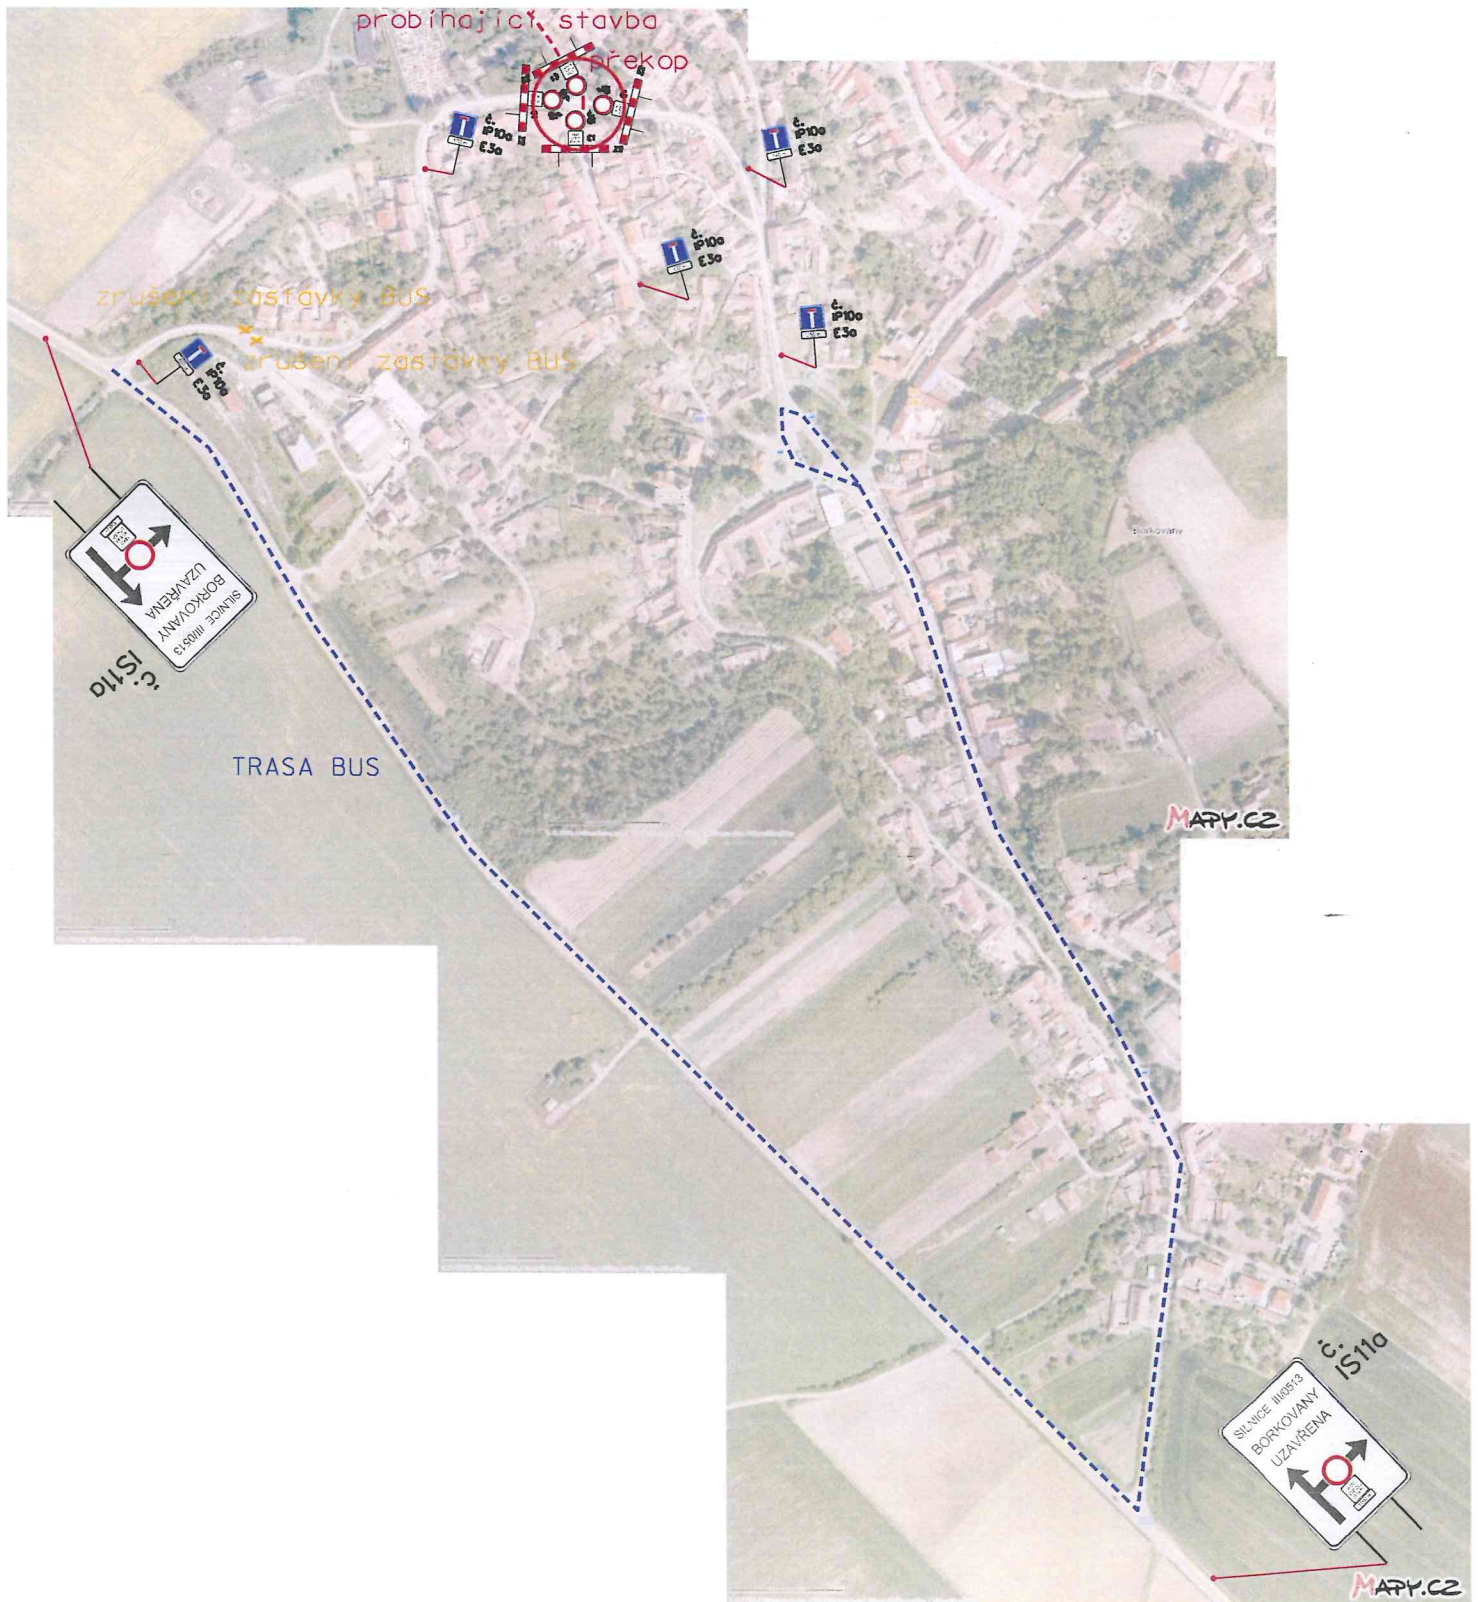 probíhající stavba
překop
č.
IP10a
E3a
č.
IP10a
E3a
č.
IP10a
E3a
č.
IP10a
E3a
zrušení zastávky BUS
zrušení zastávky BUS
č.
IP10a
E3a
SILNICE III/0513
BORKOVANY
UZAVŘENA
č.
IS11a
Borkovany
TRASA BUS
MAPY.CZ
č.
IS11a
SILNICE III/0513
BORKOVANY
UZAVŘENA
MAPY.CZ